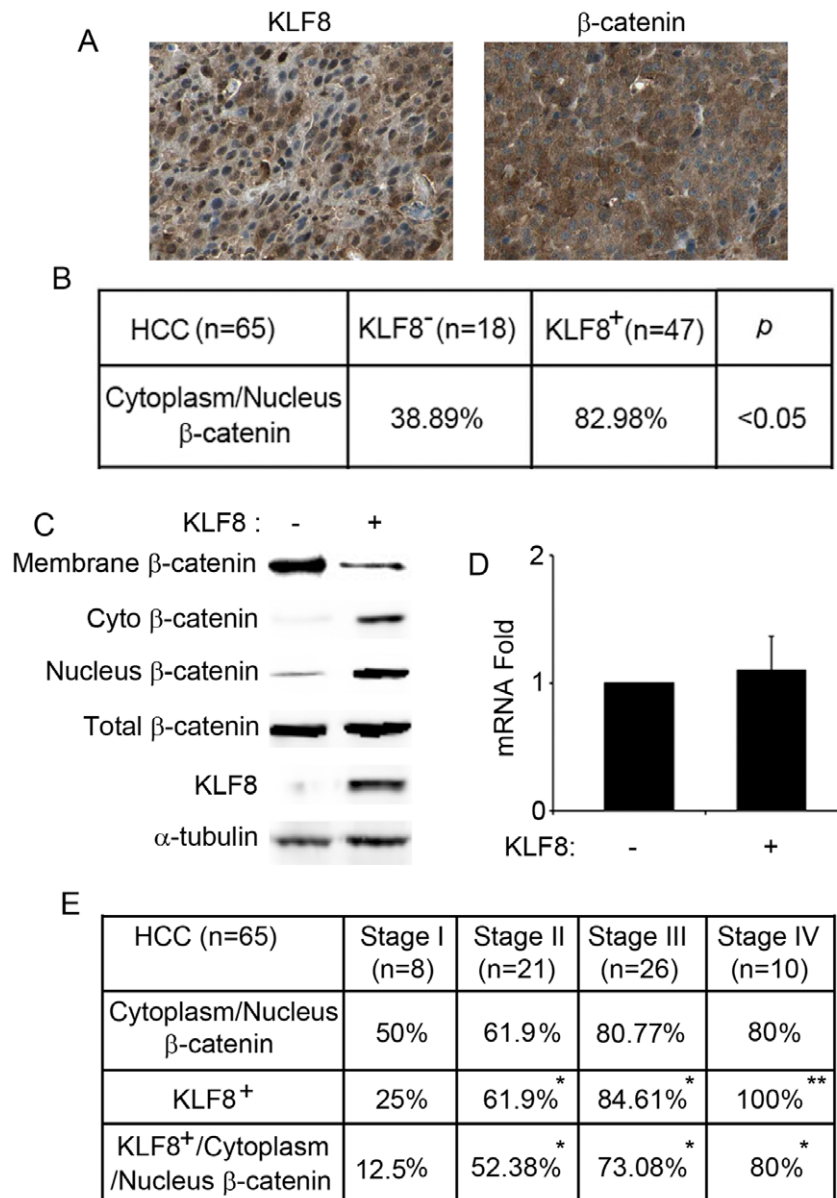 A
KLF8
β-catenin
B
HCC (n=65)
KLF8⁻(n=18)
KLF8⁺(n=47)
p
Cytoplasm/Nucleus
β-catenin
38.89%
82.98%
<0.05
C
KLF8 : - +
Membrane β-catenin
Cyto β-catenin
Nucleus β-catenin
Total β-catenin
KLF8
α-tubulin
D
mRNA Fold
2
1
0
KLF8: - +
E
HCC (n=65)
Stage I
(n=8)
Stage II
(n=21)
Stage III
(n=26)
Stage IV
(n=10)
Cytoplasm/Nucleus
β-catenin
50%
61.9%
80.77%
80%
KLF8⁺
25%
61.9%*
84.61%*
100%**
KLF8⁺/Cytoplasm
/Nucleus β-catenin
12.5%
52.38%*
73.08%*
80%*